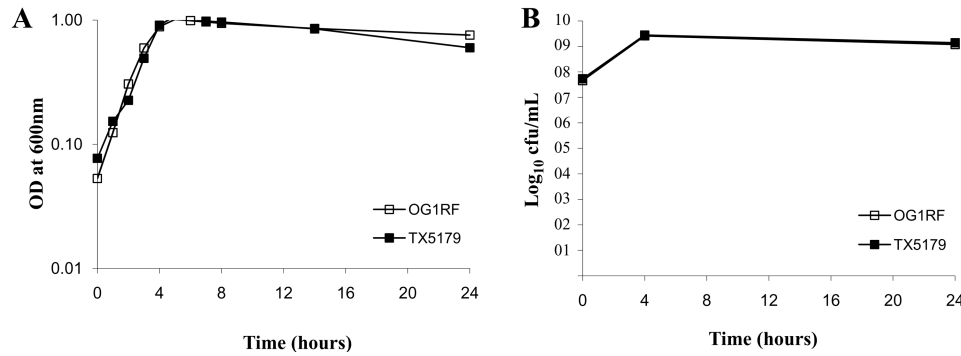 A
OD at 600nm
1.00
0.10
0.01
0 4 8 12 16 20 24
Time (hours)
OG1RF
TX5179
B
Log10 cfu/mL
10
09
08
07
06
05
04
03
02
01
0 4 8 12 16 20 24
Time (hours)
OG1RF
TX5179